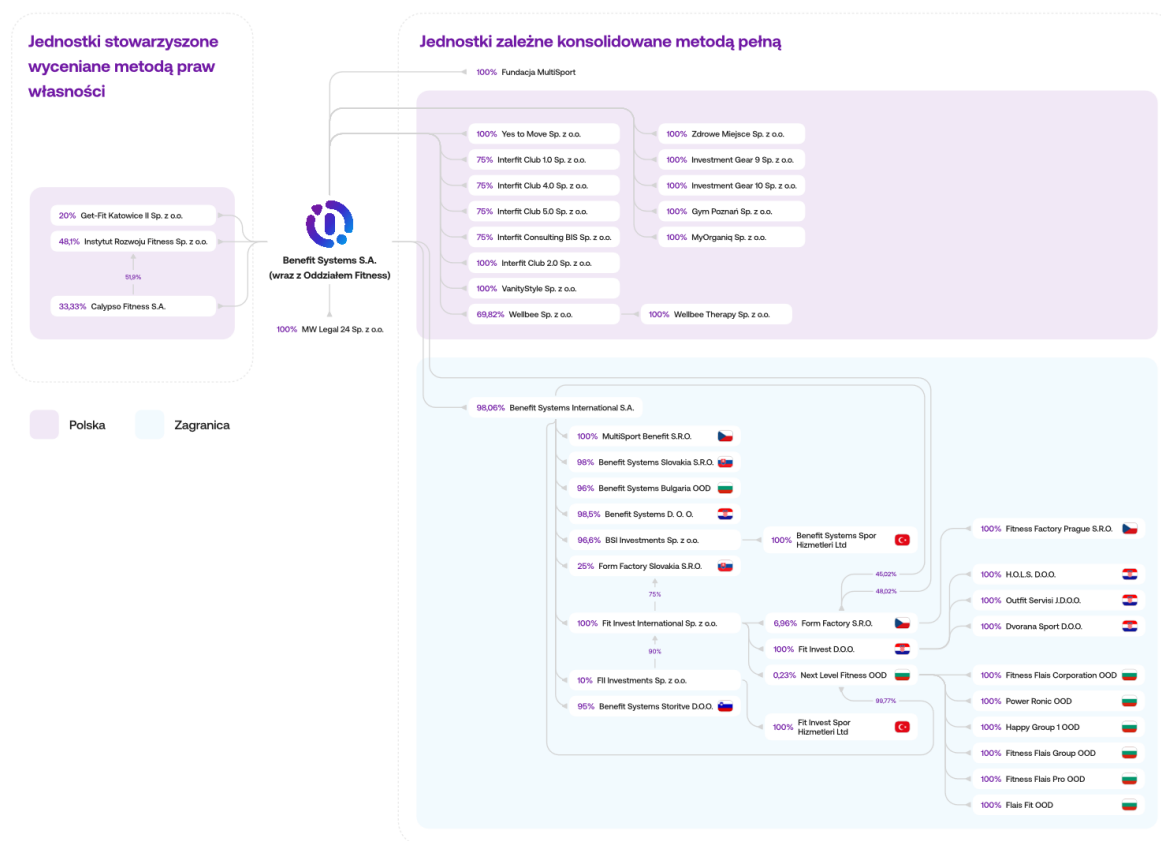 Jednostki stowarzyszone
wyceniane metodą praw
własności
20% Get-Fit Katowice II Sp. z o.o.
48,1% Instytut Rozwoju Fitness Sp. z o.o.
51,9%
33,33% Calypso Fitness S.A.
Benefit Systems S.A.
(wraz z Oddziałem Fitness)
100% MW Legal 24 Sp. z o.o.
Polska
Zagranica
Jednostki zależne konsolidowane metodą pełną
100% Fundacja MultiSport
100% Yes to Move Sp. z o.o.
75% Interfit Club 1.0 Sp. z o.o.
75% Interfit Club 4.0 Sp. z o.o.
75% Interfit Club 5.0 Sp. z o.o.
75% Interfit Consulting BIS Sp. z o.o.
100% Interfit Club 2.0 Sp. z o.o.
100% VanityStyle Sp. z o.o.
69,82% Wellbee Sp. z o.o.
100% Wellbee Therapy Sp. z o.o.
100% Zdrowe Miejsce Sp. z o.o.
100% Investment Gear 9 Sp. z o.o.
100% Investment Gear 10 Sp. z o.o.
100% Gym Poznań Sp. z o.o.
100% MyOrganiq Sp. z o.o.
98,06% Benefit Systems International S.A.
100% MultiSport Benefit S.R.O.
98% Benefit Systems Slovakia S.R.O.
96% Benefit Systems Bulgaria OOD
98,5% Benefit Systems D. O. O.
96,6% BSI Investments Sp. z o.o.
25% Form Factory Slovakia S.R.O.
75%
100% Fit Invest International Sp. z o.o.
90%
10% FII Investments Sp. z o.o.
95% Benefit Systems Storitve D.O.O.
100% Benefit Systems Spor
Hizmetleri Ltd
45,02%
48,02%
6,96% Form Factory S.R.O.
100% Fit Invest D.O.O.
0,23% Next Level Fitness OOD
99,77%
100% Fit Invest Spor
Hizmetleri Ltd
100% Fitness Factory Prague S.R.O.
100% H.O.L.S. D.O.O.
100% Outfit Servisi J.D.O.O.
100% Dvorana Sport D.O.O.
100% Fitness Flais Corporation OOD
100% Power Ronic OOD
100% Happy Group 1 OOD
100% Fitness Flais Group OOD
100% Fitness Flais Pro OOD
100% Flais Fit OOD